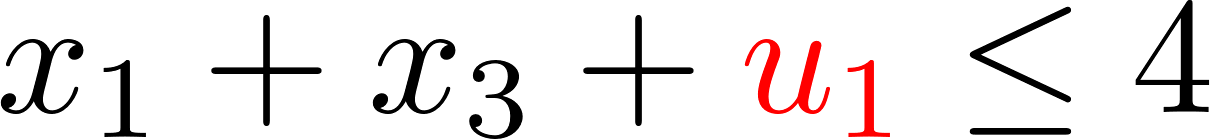 x₁ + x₃ + u₁ ≤ 4